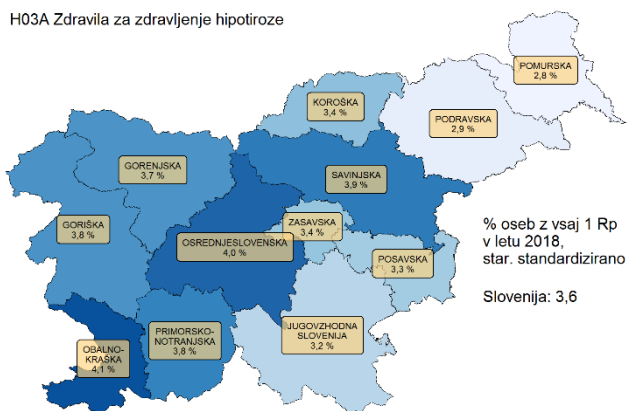 H03A Zdravila za zdravljenje hipotiroze
POMURSKA
2,8 %
KOROŠKA
3,4 %
PODRAVSKA
2,9 %
GORENJSKA
3,7 %
SAVINJSKA
3,9 %
GORIŠKA
3,8 %
ZASAVSKA
3,4 %
OSREDNJESLOVENSKA
4,0 %
POSAVSKA
3,3 %
% oseb z vsaj 1 Rp
v letu 2018,
star. standardizirano
Slovenija: 3,6
PRIMORSKO-
NOTRANJSKA
3,8 %
JUGOVZHODNA
SLOVENIJA
3,2 %
OBALNO-
KRAŠKA
4,1 %